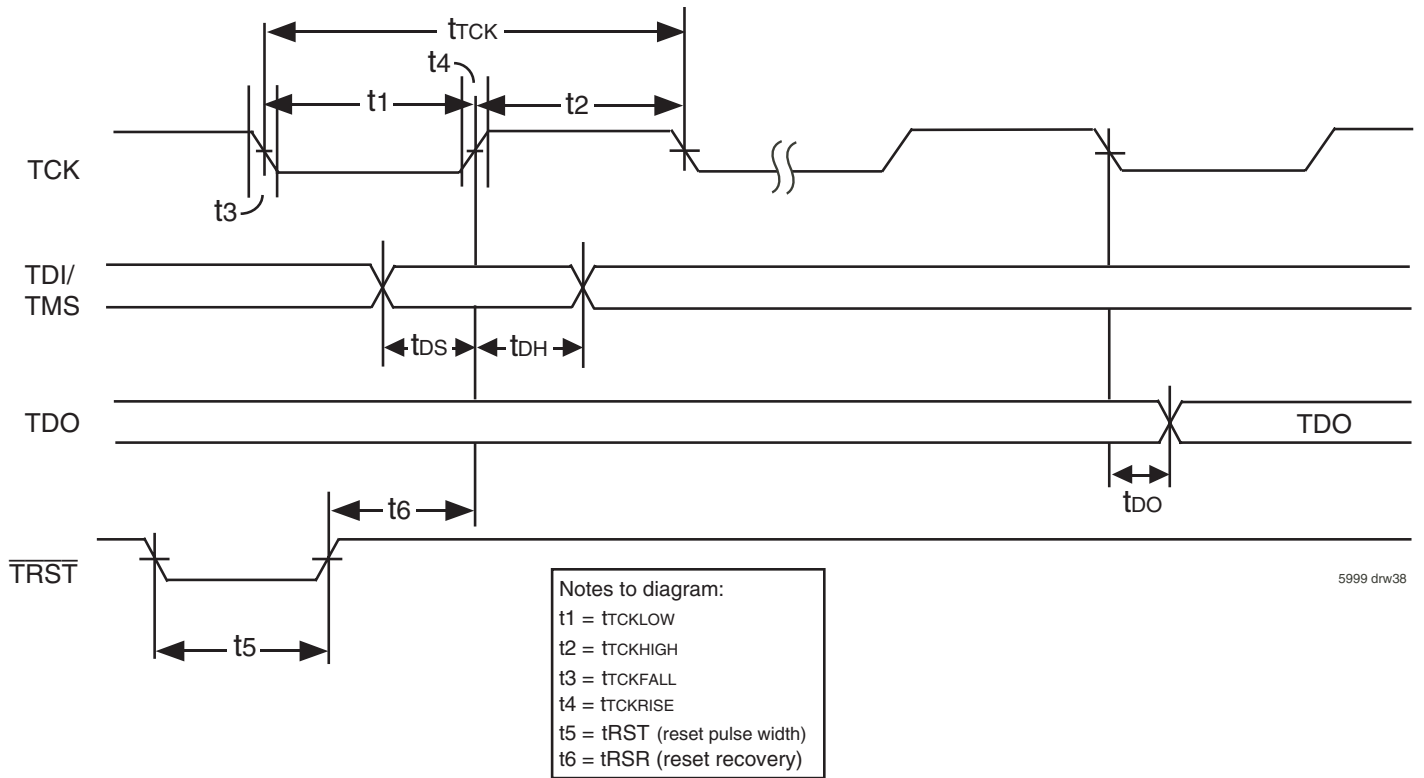 tTCK
t4
t1
t2
TCK
t3
TDI/
TMS
tDS
tDH
TDO
TDO
t6
tDO
TRST
5999 drw38
t5
Notes to diagram:
t1 = tTCKLOW
t2 = tTCKHIGH
t3 = tTCKFALL
t4 = tTCKRISE
t5 = tRST (reset pulse width)
t6 = tRSR (reset recovery)